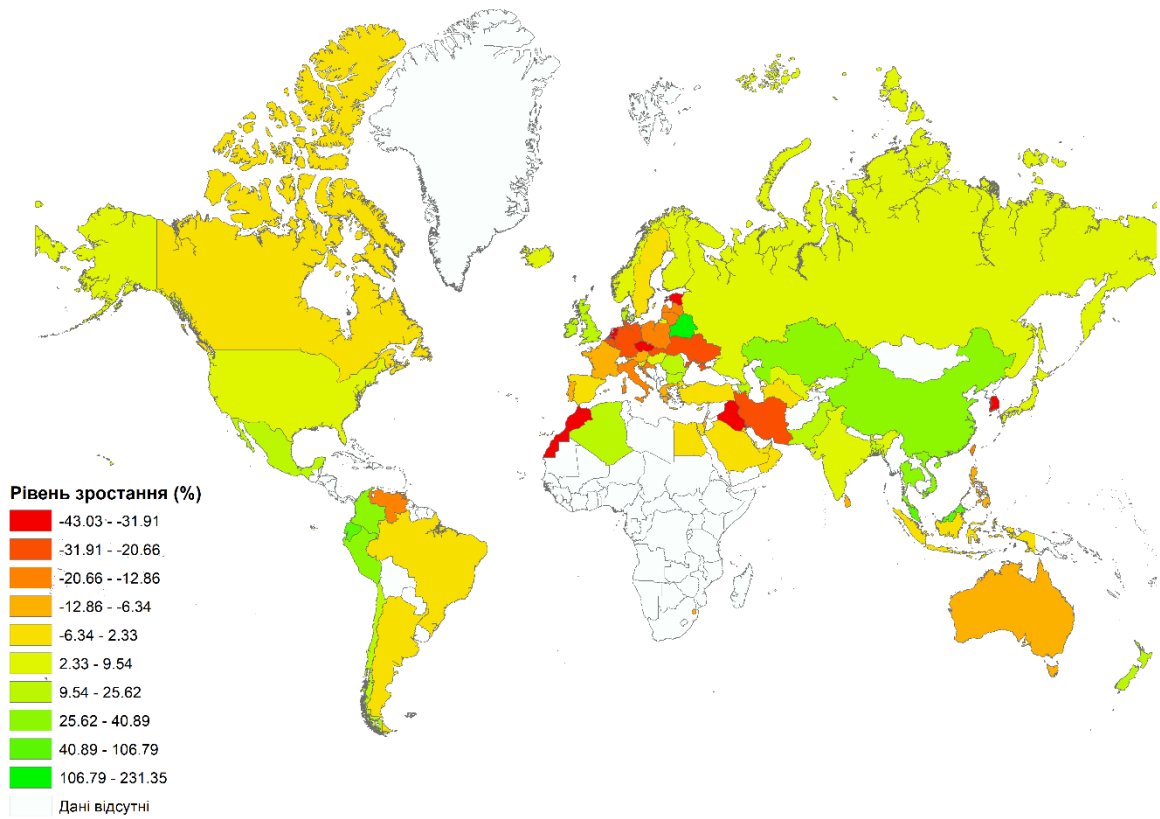 Рівень зростання (%)
-43.03 - -31.91
-31.91 - -20.66
-20.66 - -12.86
-12.86 - -6.34
-6.34 - 2.33
2.33 - 9.54
9.54 - 25.62
25.62 - 40.89
40.89 - 106.79
106.79 - 231.35
Дані відсутні